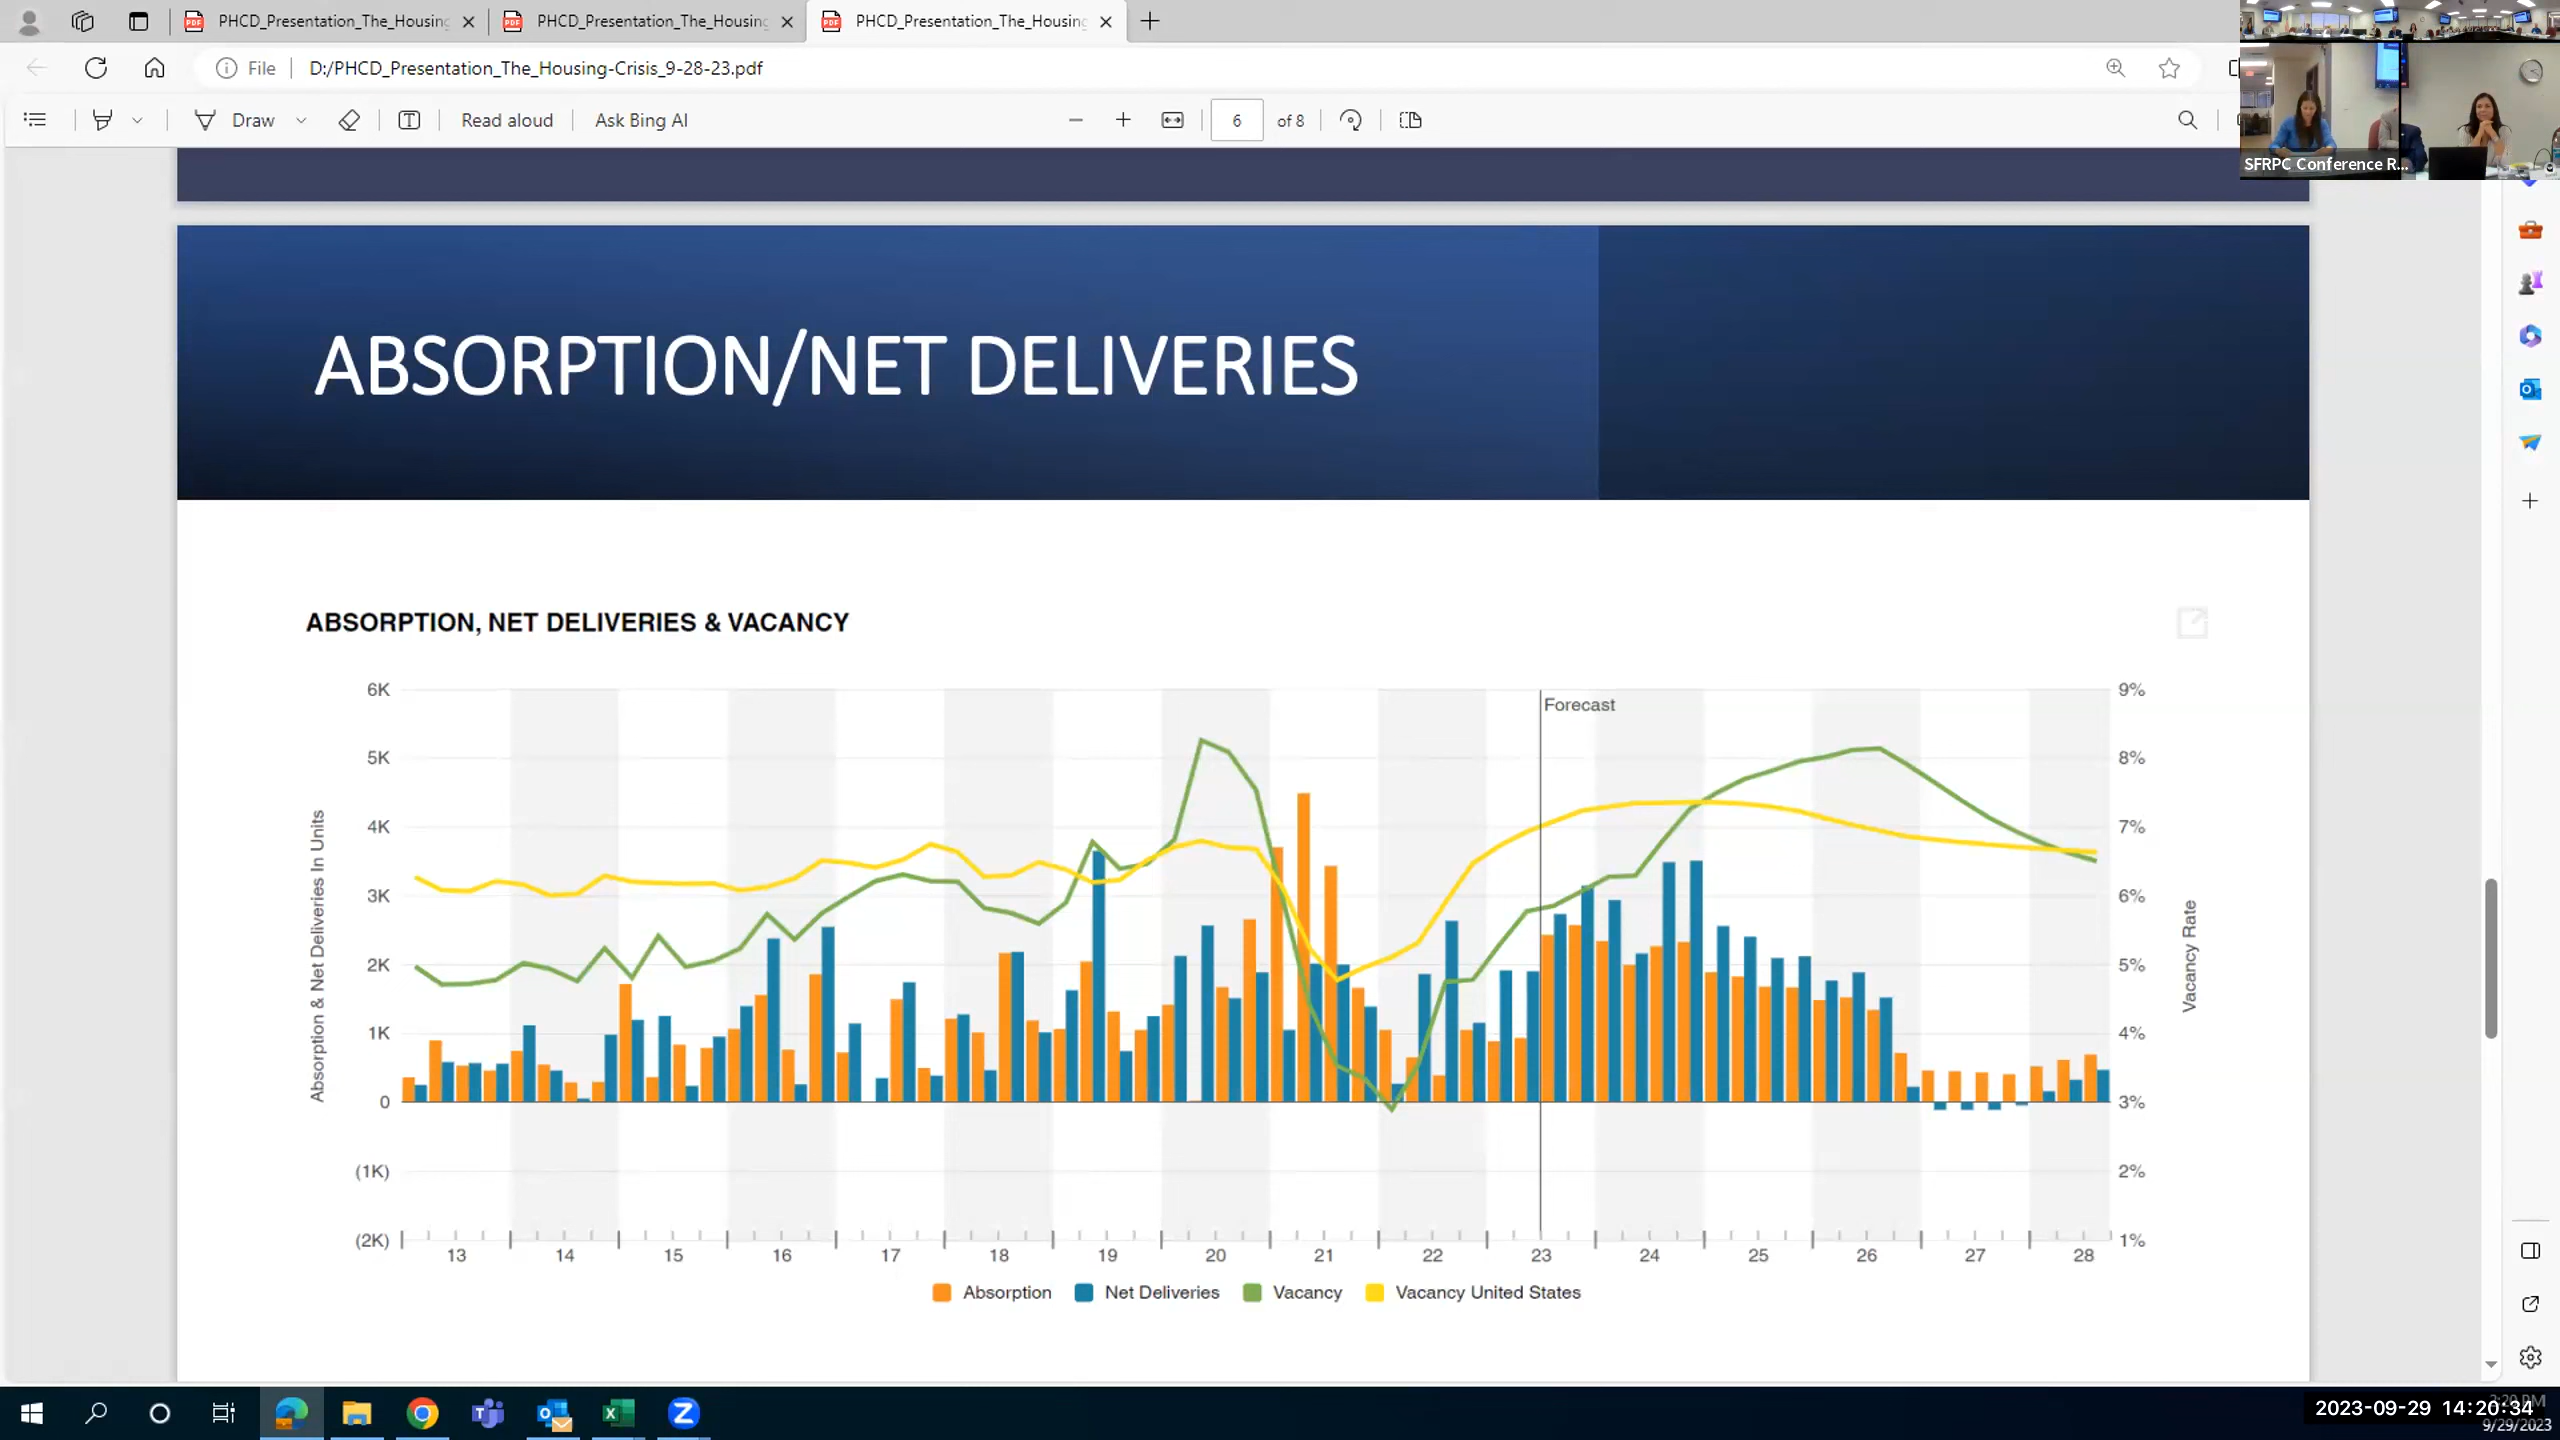 PHCD_Presentation_The_Housing
PHCD_Presentation_The_Housing
PHCD_Presentation_The_Housing
File
D:/PHCD_Presentation_The_Housing-Crisis_9-28-23.pdf
Draw
Read aloud
Ask Bing AI
6
of 8
SFRPC Conference R...
ABSORPTION/NET DELIVERIES
ABSORPTION, NET DELIVERIES & VACANCY
Absorption & Net Deliveries In Units
6K
5K
4K
3K
2K
1K
0
(1K)
(2K)
Forecast
9%
8%
7%
6%
5%
4%
3%
2%
1%
Vacancy Rate
13 14 15 16 17 18 19 20 21 22 23 24 25 26 27 28
Absorption Net Deliveries Vacancy Vacancy United States
2023-09-29 14:20:34
9/29/2023